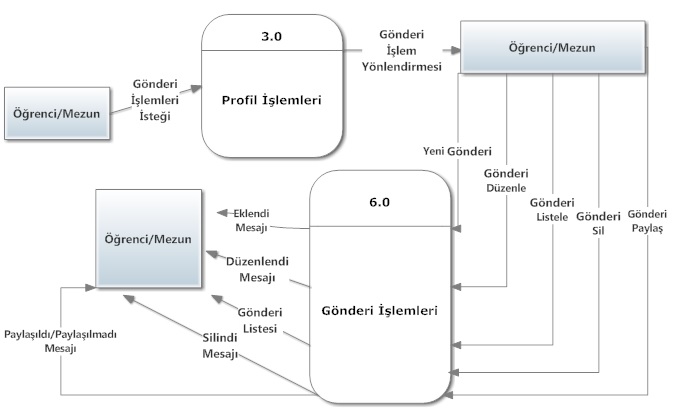 3.0
Profil İşlemleri
Gönderi
İşlem
Yönlendirmesi
Öğrenci/Mezun
Öğrenci/Mezun
Gönderi
İşlemleri
İsteği
Yeni Gönderi
Gönderi
Düzenle
Gönderi
Listele
Gönderi
Sil
Gönderi
Paylaş
6.0
Gönderi İşlemleri
Öğrenci/Mezun
Eklendi
Mesajı
Düzenlendi
Mesajı
Gönderi
Listesi
Silindi
Mesajı
Paylaşıldı/Paylaşılmadı
Mesajı